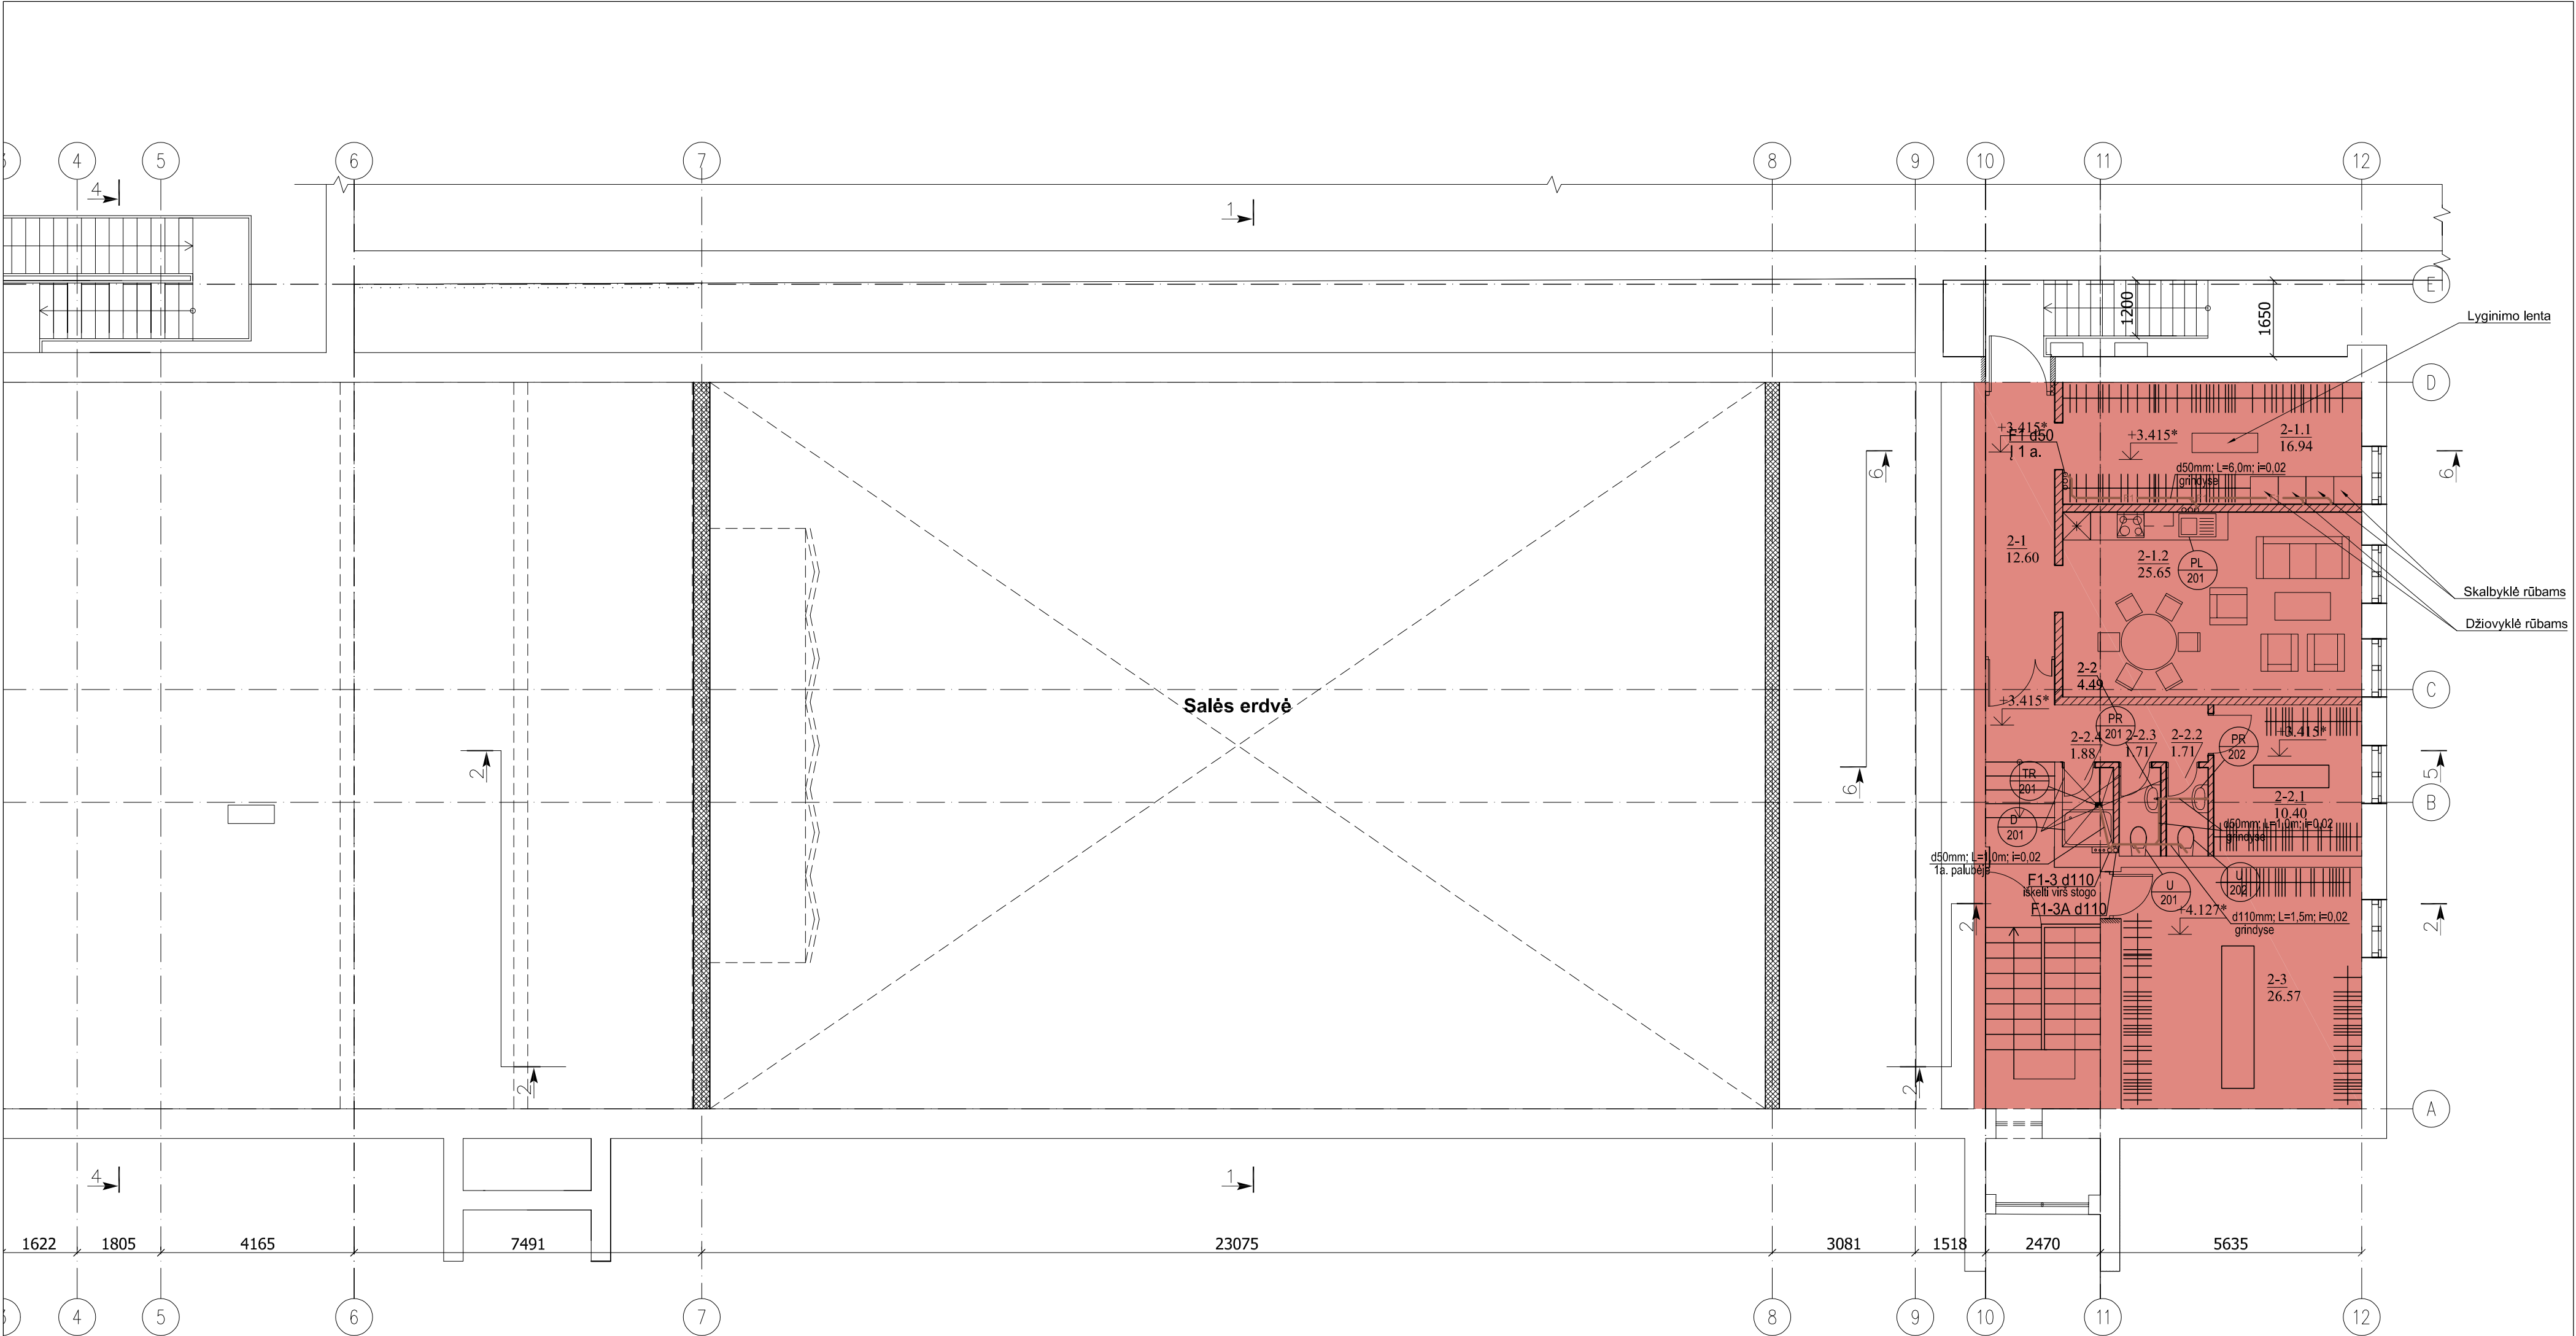 4
5
6
7
8
9
10
11
12
4
1
E
1200
1650
Lyginimo lenta
D
+3.415*
F1 d50
Į 1 a.
+3.415*
2-1.1
16.94
6
6
d50mm; L=6,0m; i=0,02
grindyse
2-1
12.60
2-1.2
25.65
PL
201
Skalbyklė rūbams
Džiovyklė rūbams
2-2
4.49
C
Salės erdvė
+3.415*
PR
201
2-2.4
1.88
2-2.3
1.71
2-2.2
1.71
PR
202
+3.415*
2
6
5
TR
201
B
2-2.1
10.40
D
201
d50mm; L=1,0m; i=0,02
grindyse
d50mm; L=1,0m; i=0,02
1a. palubėje
F1-3 d110
iškelti virš stogo
U
201
U
202
F1-3A d110
+4.127*
d110mm; L=1,5m; i=0,02
grindyse
2
2
2-3
26.57
2
2
A
4
1
1622
1805
4165
7491
23075
3081
1518
2470
5635
4
5
6
7
8
9
10
11
12